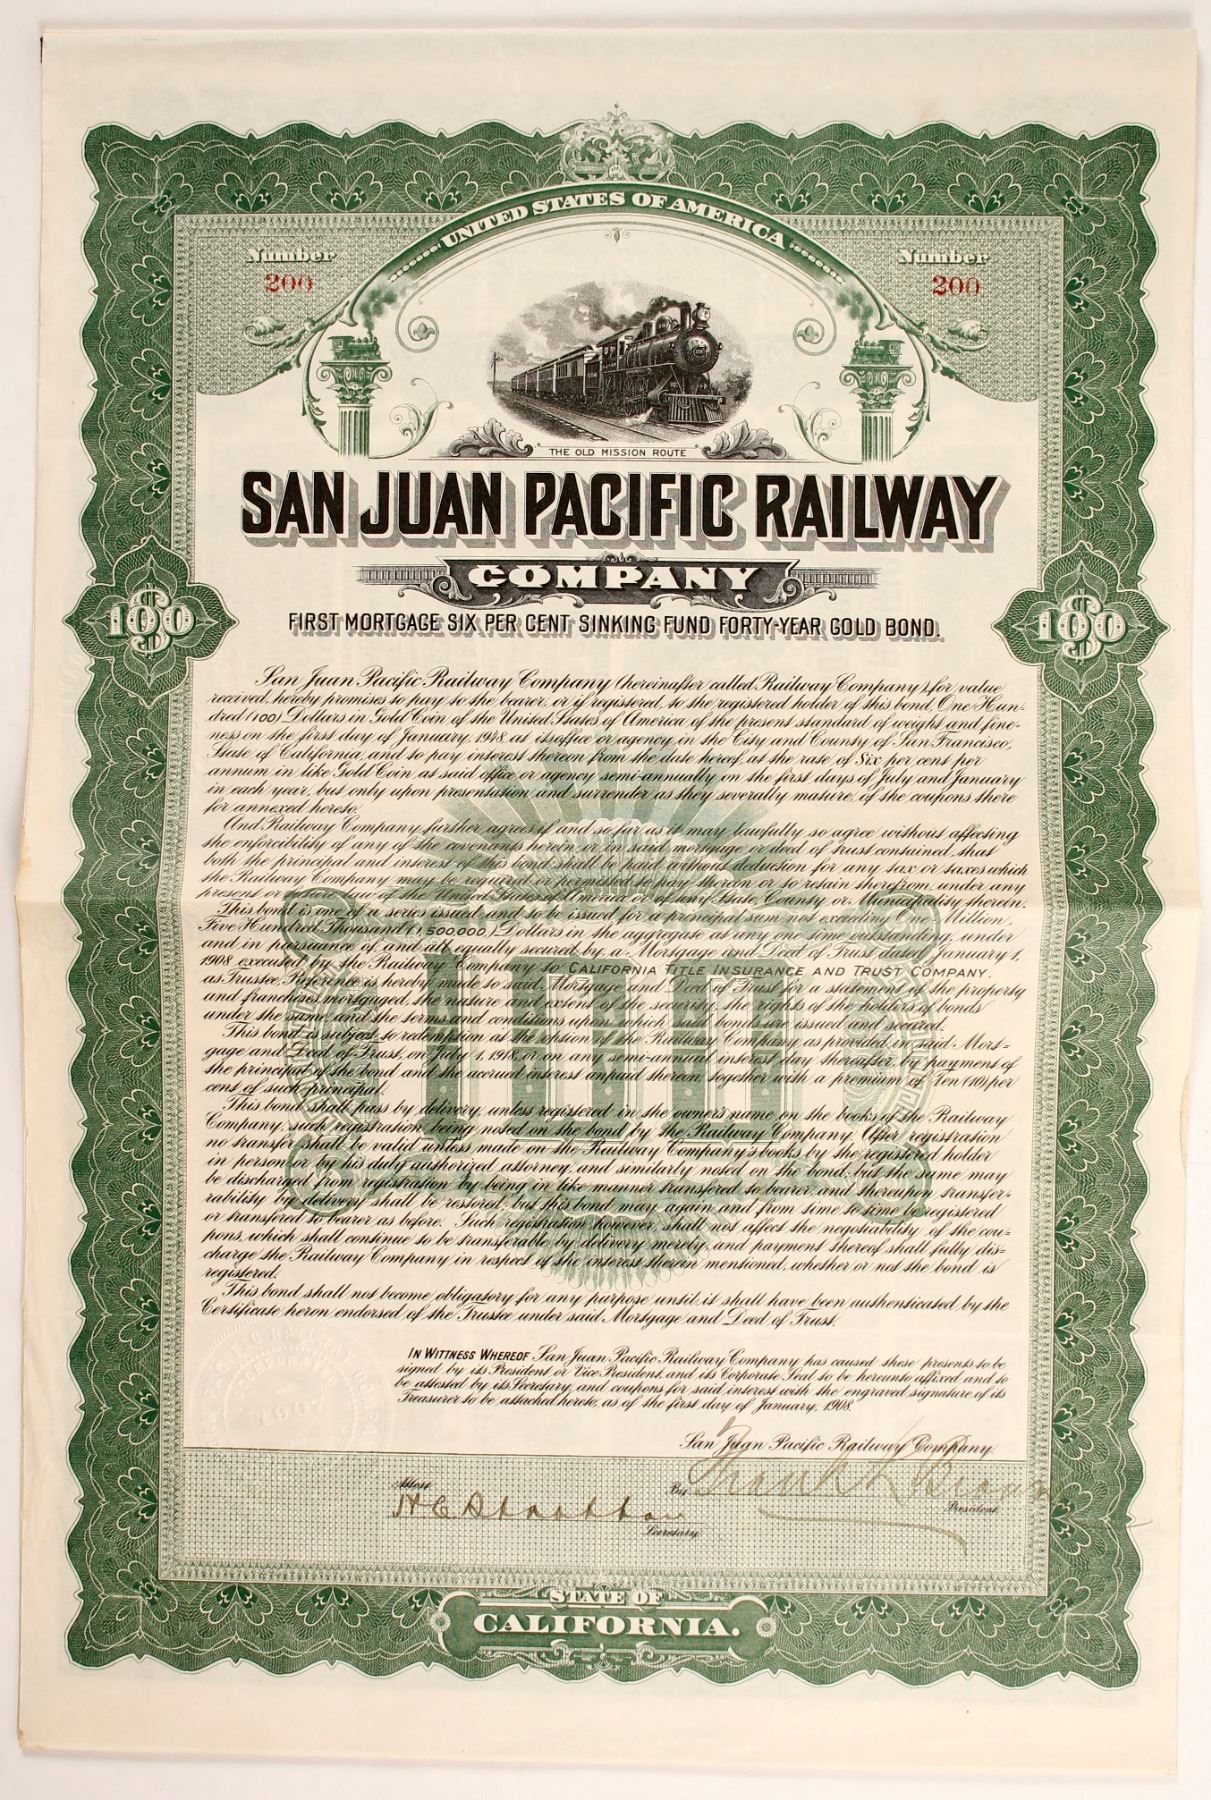 UNITED STATES OF AMERICA
Number
200
Number
200
THE OLD MISSION ROUTE
SAN JUAN PACIFIC RAILWAY
COMPANY
FIRST MORTGAGE SIX PER CENT SINKING FUND FORTY-YEAR GOLD BOND.
100
100
San Juan Pacific Railway Company (hereinafter called Railway Company) for value
received, hereby promises to pay to the bearer, or if registered, to the registered holder of this bond, One Hun-
dred (100) Dollars in Gold Coin of the United States of America of the present standard of weight and fine-
ness on the first day of January, 1948, at its office or agency, in the City and County of San Francisco,
State of California, and to pay interest thereon from the date hereof, at the rate of Six per cent per
annum in like Gold Coin at said office or agency semi-annually on the first days of July and January
in each year, but only upon presentation and surrender as they severally mature, of the coupons there
for annexed hereto.
And Railway Company further agrees if and so far as it may lawfully so agree without affecting
the enforcibility of any of the covenants herein or in said mortgage or deed of trust contained, that
both the principal and interest of this bond shall be paid without deduction for any tax or taxes which
the Railway Company may be required or permitted to pay thereon or to retain therefrom, under any
present or future law of the United States of America or of any State, County or Municipality therein.
This bond is one of a series issued and to be issued for a principal sum not exceeding One Million,
Five Hundred Thousand (1,500,000) Dollars in the aggregate at any one time outstanding, under
and in pursuance of, and all equally secured by, a Mortgage and Deed of Trust dated January 1,
1908 executed by the Railway Company to CALIFORNIA TITLE INSURANCE AND TRUST COMPANY.
as Trustee. Reference is hereby made to said Mortgage and Deed of Trust for a statement of the property
and franchises mortgaged, the nature and extent of the security, the rights of the holders of bonds
under the same, and the terms and conditions upon which said bonds are issued and secured.
This bond is subject to redemption at the option of the Railway Company as provided in said Mort-
gage and Deed of Trust, on July 1, 1918, or on any semi-annual interest day thereafter, by payment of
the principal of the bond and the accrued interest unpaid thereon, together with a premium of Ten (10) per
cent of such principal.
This bond shall pass by delivery, unless registered in the owner's name on the books of the Railway
Company, such registration being noted on the bond by the Railway Company. After registration
no transfer shall be valid unless made on the Railway Company's books by the registered holder
in person or by his duly authorized attorney, and similarly noted on the bond, but the same may
be discharged from registration by being in like manner transfered to bearer, and thereupon transfer-
rability by delivery shall be restored; but this bond may again and from time to time be registered
or transfered to bearer as before. Such registration, however, shall not affect the negotiability of the cou-
pons, which shall continue to be transferable by delivery merely, and payment thereof shall fully dis-
charge the Railway Company in respect of the interest therein mentioned, whether or not the bond is
registered.
This bond shall not become obligatory for any purpose until it shall have been authenticated by the
Certificate heron endorsed of the Trustee under said Mortgage and Deed of Trust.
IN WITTNESS WHEREOF San Juan Pacific Railway Company has caused these presents to be
signed by its President or Vice President, and its Corporate Seal to be hereunto affixed and to
be attested by its Secretary, and coupons for said interest with the engraved signature of its
Treasurer to be attached hereto, as of the first day of January, 1908.
1907
San Juan Pacific Railway Company
Attest
By Frank L Brown
President.
H C
Secretary.
STATE OF
CALIFORNIA.